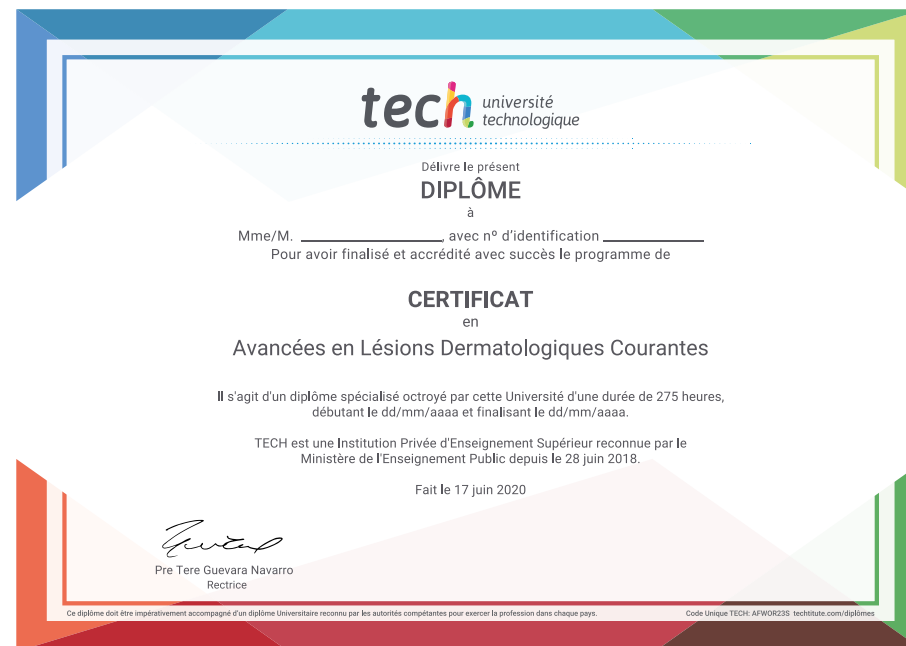 tech université
technologique
Délivre le présent
DIPLÔME
à
Mme/M. ____________________, avec nº d'identification ______________
Pour avoir finalisé et accrédité avec succès le programme de
CERTIFICAT
en
Avancées en Lésions Dermatologiques Courantes
Il s'agit d'un diplôme spécialisé octroyé par cette Université d'une durée de 275 heures,
débutant le dd/mm/aaaa et finalisant le dd/mm/aaaa.
TECH est une Institution Privée d'Enseignement Supérieur reconnue par le
Ministère de l'Enseignement Public depuis le 28 juin 2018.
Fait le 17 juin 2020
Pre Tere Guevara Navarro
Rectrice
Ce diplôme doit être impérativement accompagné d'un diplôme Universitaire reconnu par les autorités compétentes pour exercer la profession dans chaque pays.
Code Unique TECH: AFWOR23S techtitute.com/diplômes